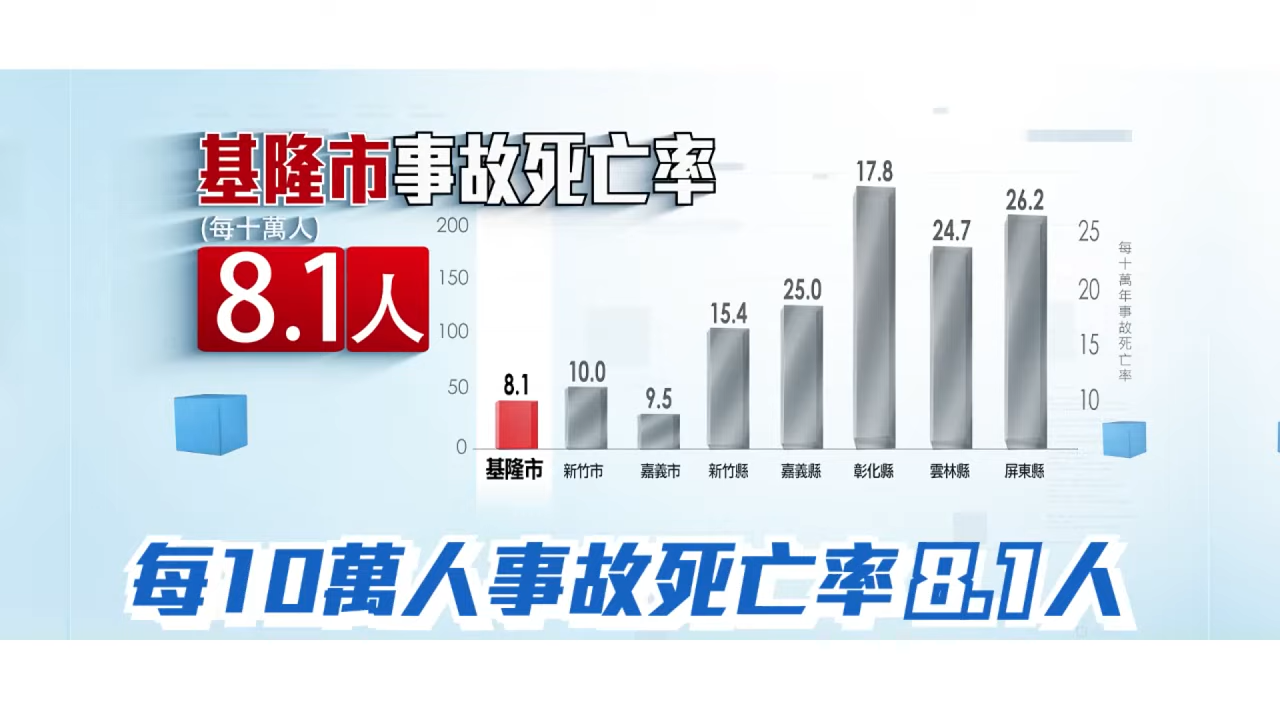 基隆市事故死亡率
(每十萬人)
8.1人
200
150
100
50
0
8.1
10.0
9.5
15.4
25.0
17.8
24.7
26.2
基隆市
新竹市
嘉義市
新竹縣
嘉義縣
彰化縣
雲林縣
屏東縣
25
20
15
10
每十萬年事故死亡率
每10萬人事故死亡率8.1人